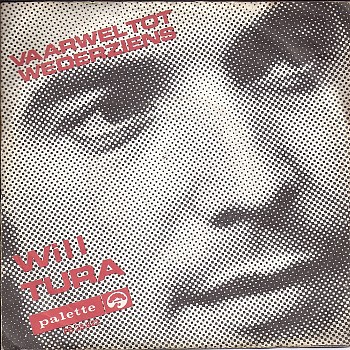 VAARWEL TOT
WEDERZIENS
Will
TURA
palette